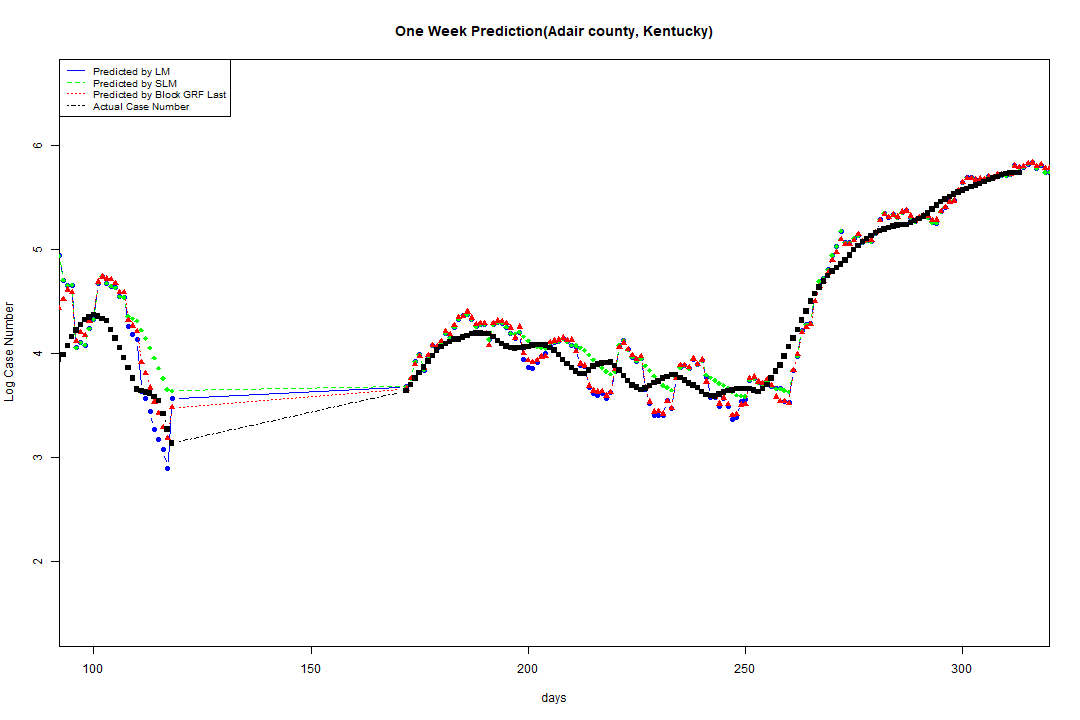 One Week Prediction(Adair county, Kentucky)
Predicted by LM
Predicted by SLM
Predicted by Block GRF Last
Actual Case Number
6
5
4
3
2
Log Case Number
100 150 200 250 300
days